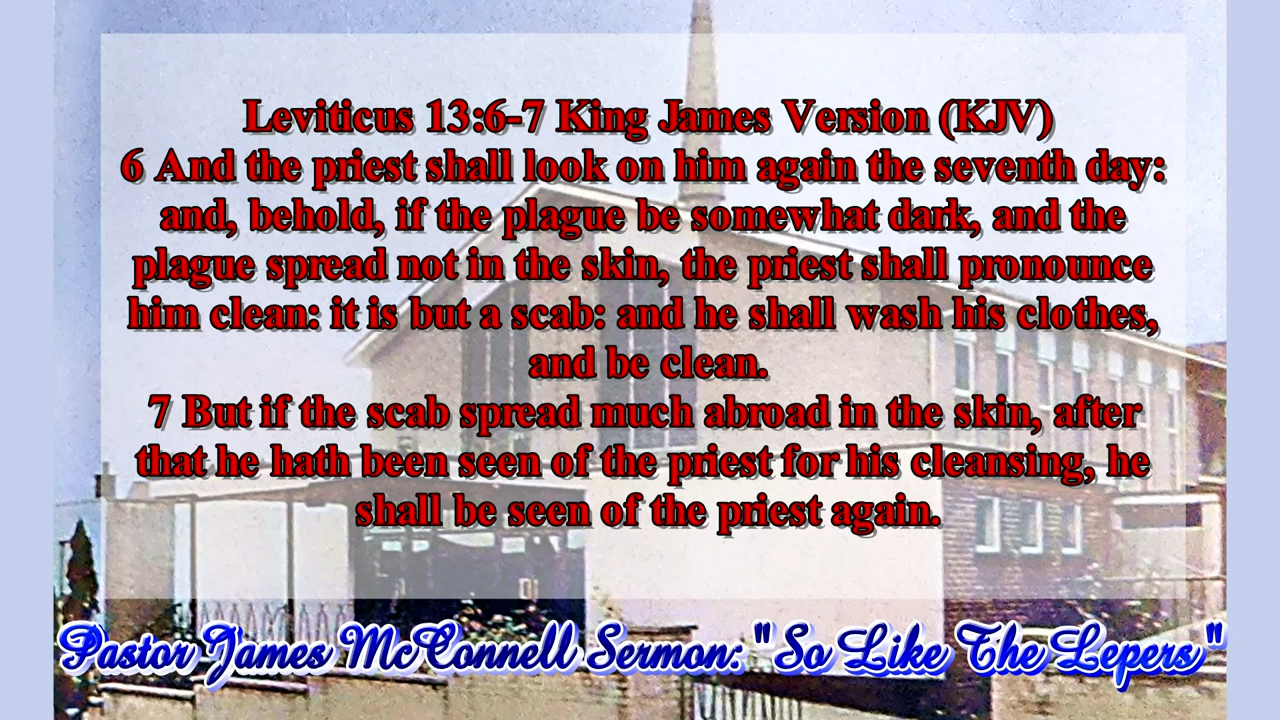 Leviticus 13:6-7 King James Version (KJV)
6 And the priest shall look on him again the seventh day:
and, behold, if the plague be somewhat dark, and the
plague spread not in the skin, the priest shall pronounce
him clean: it is but a scab: and he shall wash his clothes,
and be clean.
7 But if the scab spread much abroad in the skin, after
that he hath been seen of the priest for his cleansing, he
shall be seen of the priest again.
Pastor James McConnell Sermon: "So Like The Lepers"